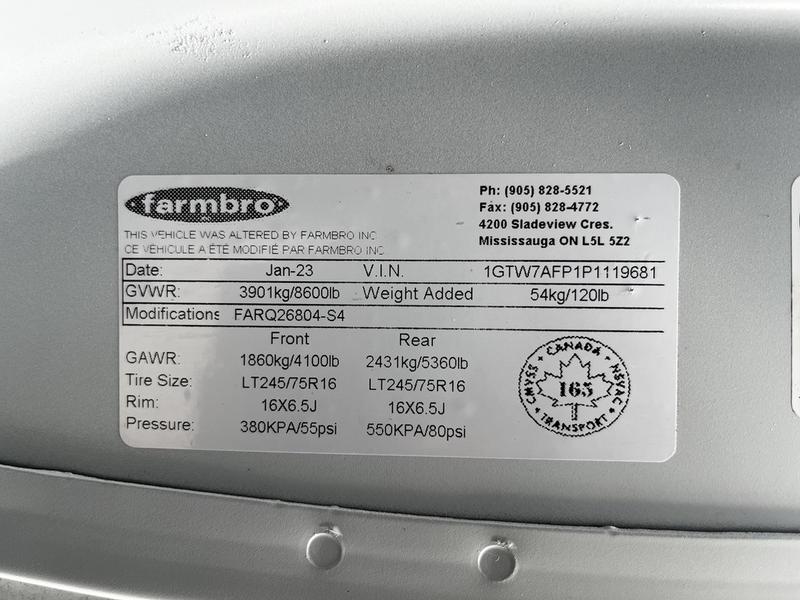 farmbro
Ph: (905) 828-5521
Fax: (905) 828-4772
4200 Sladeview Cres.
Mississauga ON L5L 5Z2
THIS VEHICLE WAS ALTERED BY FARMBRO INC
CE VÉHICULE A ÉTÉ MODIFIÉ PAR FARMBRO INC
Date: Jan-23 V.I.N. 1GTW7AFP1P1119681
GVWR: 3901kg/8600lb Weight Added 54kg/120lb
Modifications FARQ26804-S4
Front Rear
GAWR: 1860kg/4100lb 2431kg/5360lb
Tire Size: LT245/75R16 LT245/75R16
Rim: 16X6.5J 16X6.5J
Pressure: 380KPA/55psi 550KPA/80psi
CANADA
CMVSS 165 NSVAC
TRANSPORT